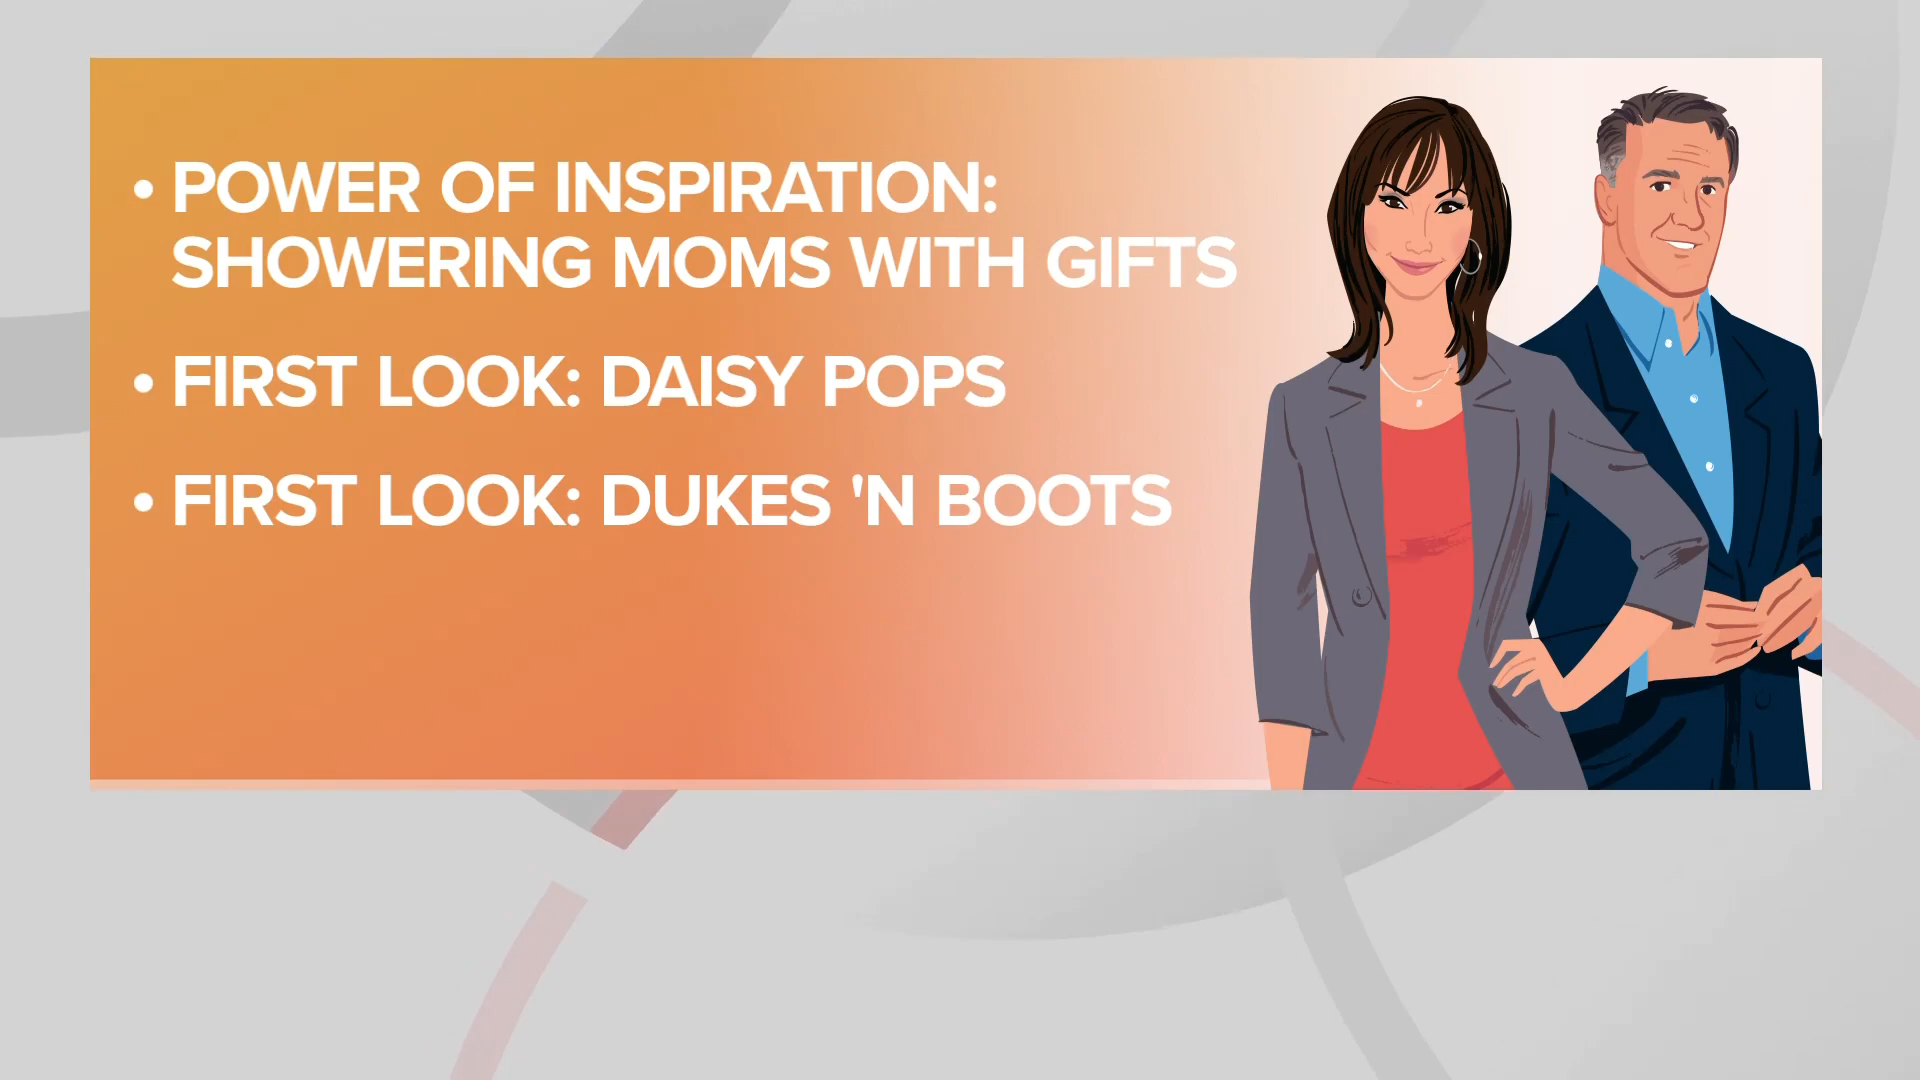 • POWER OF INSPIRATION:
SHOWERING MOMS WITH GIFTS
• FIRST LOOK: DAISY POPS
• FIRST LOOK: DUKES 'N BOOTS